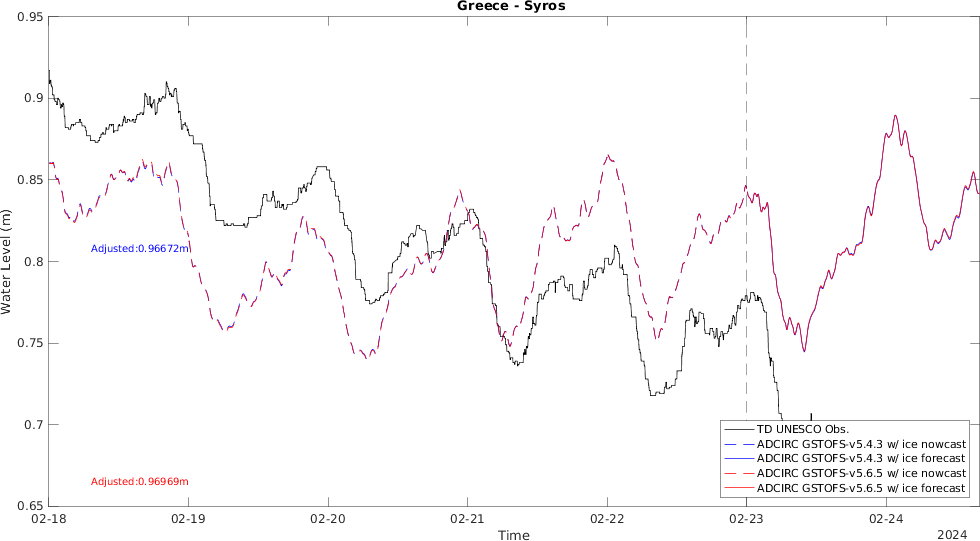 Greece - Syros
0.95
0.9
0.85
0.8
0.75
0.7
0.65
Water Level (m)
Adjusted:0.96672m
Adjusted:0.96969m
TD UNESCO Obs.
ADCIRC GSTOFS-v5.4.3 w/ ice nowcast
ADCIRC GSTOFS-v5.4.3 w/ ice forecast
ADCIRC GSTOFS-v5.6.5 w/ ice nowcast
ADCIRC GSTOFS-v5.6.5 w/ ice forecast
02-18 02-19 02-20 02-21 02-22 02-23 02-24
Time
2024